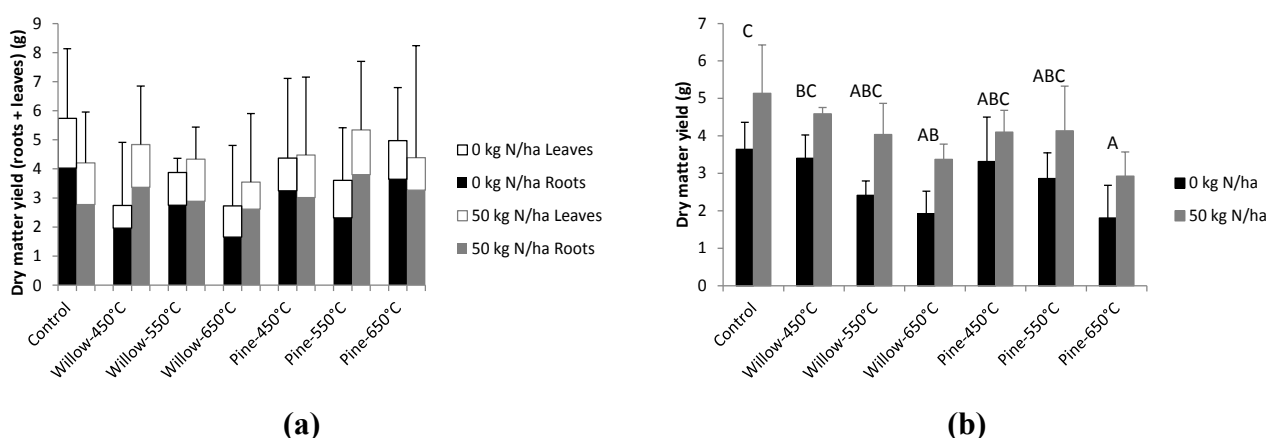 Dry matter yield (roots + leaves) (g)
9
8
7
6
5
4
3
2
1
0
Control
Willow-450°C
Willow-550°C
Willow-650°C
Pine-450°C
Pine-550°C
Pine-650°C
0 kg N/ha Leaves
0 kg N/ha Roots
50 kg N/ha Leaves
50 kg N/ha Roots
(a)
Dry matter yield (g)
7
6
5
4
3
2
1
0
C
BC
ABC
AB
ABC
ABC
A
Control
Willow-450°C
Willow-550°C
Willow-650°C
Pine-450°C
Pine-550°C
Pine-650°C
0 kg N/ha
50 kg N/ha
(b)